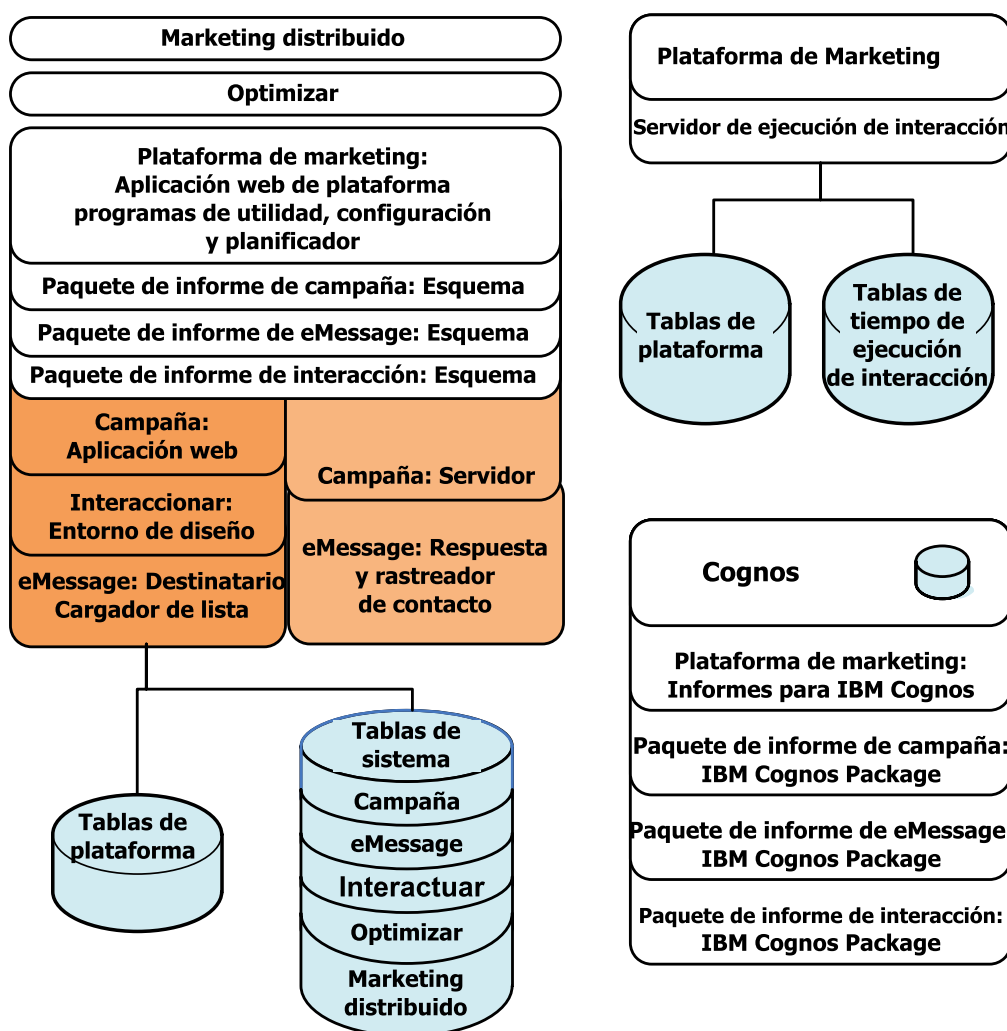 Marketing distribuido
Optimizar
Plataforma de marketing:
Aplicación web de plataforma
programas de utilidad, configuración
y planificador
Paquete de informe de campaña: Esquema
Paquete de informe de eMessage: Esquema
Paquete de informe de interacción: Esquema
Campaña:
Aplicación web
Campaña: Servidor
Interaccionar:
Entorno de diseño
eMessage: Respuesta
y rastreador
de contacto
eMessage: Destinatario
Cargador de lista
Tablas de
plataforma
Tablas de
sistema
Campaña
eMessage
Interactuar
Optimizar
Marketing
distribuido
Plataforma de Marketing
Servidor de ejecución de interacción
Tablas de
plataforma
Tablas de
tiempo de
ejecución
de interacción
Cognos
Plataforma de marketing:
Informes para IBM Cognos
Paquete de informe de campaña:
IBM Cognos Package
Paquete de informe de eMessage
IBM Cognos Package
Paquete de informe de interacción:
IBM Cognos Package